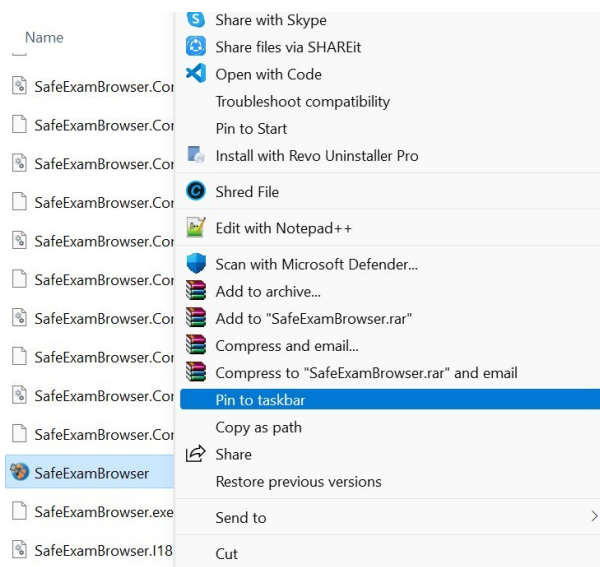 Name
SafeExamBrowser.Cor
SafeExamBrowser.Cor
SafeExamBrowser.Cor
SafeExamBrowser.Cor
SafeExamBrowser.Cor
SafeExamBrowser.Cor
SafeExamBrowser.Cor
SafeExamBrowser.Cor
SafeExamBrowser.Cor
SafeExamBrowser.Cor
SafeExamBrowser
SafeExamBrowser.exe
SafeExamBrowser.I18
Share with Skype
Share files via SHAREit
Open with Code
Troubleshoot compatibility
Pin to Start
Install with Revo Uninstaller Pro
Shred File
Edit with Notepad++
Scan with Microsoft Defender...
Add to archive...
Add to "SafeExamBrowser.rar"
Compress and email...
Compress to "SafeExamBrowser.rar" and email
Pin to taskbar
Copy as path
Share
Restore previous versions
Send to
Cut